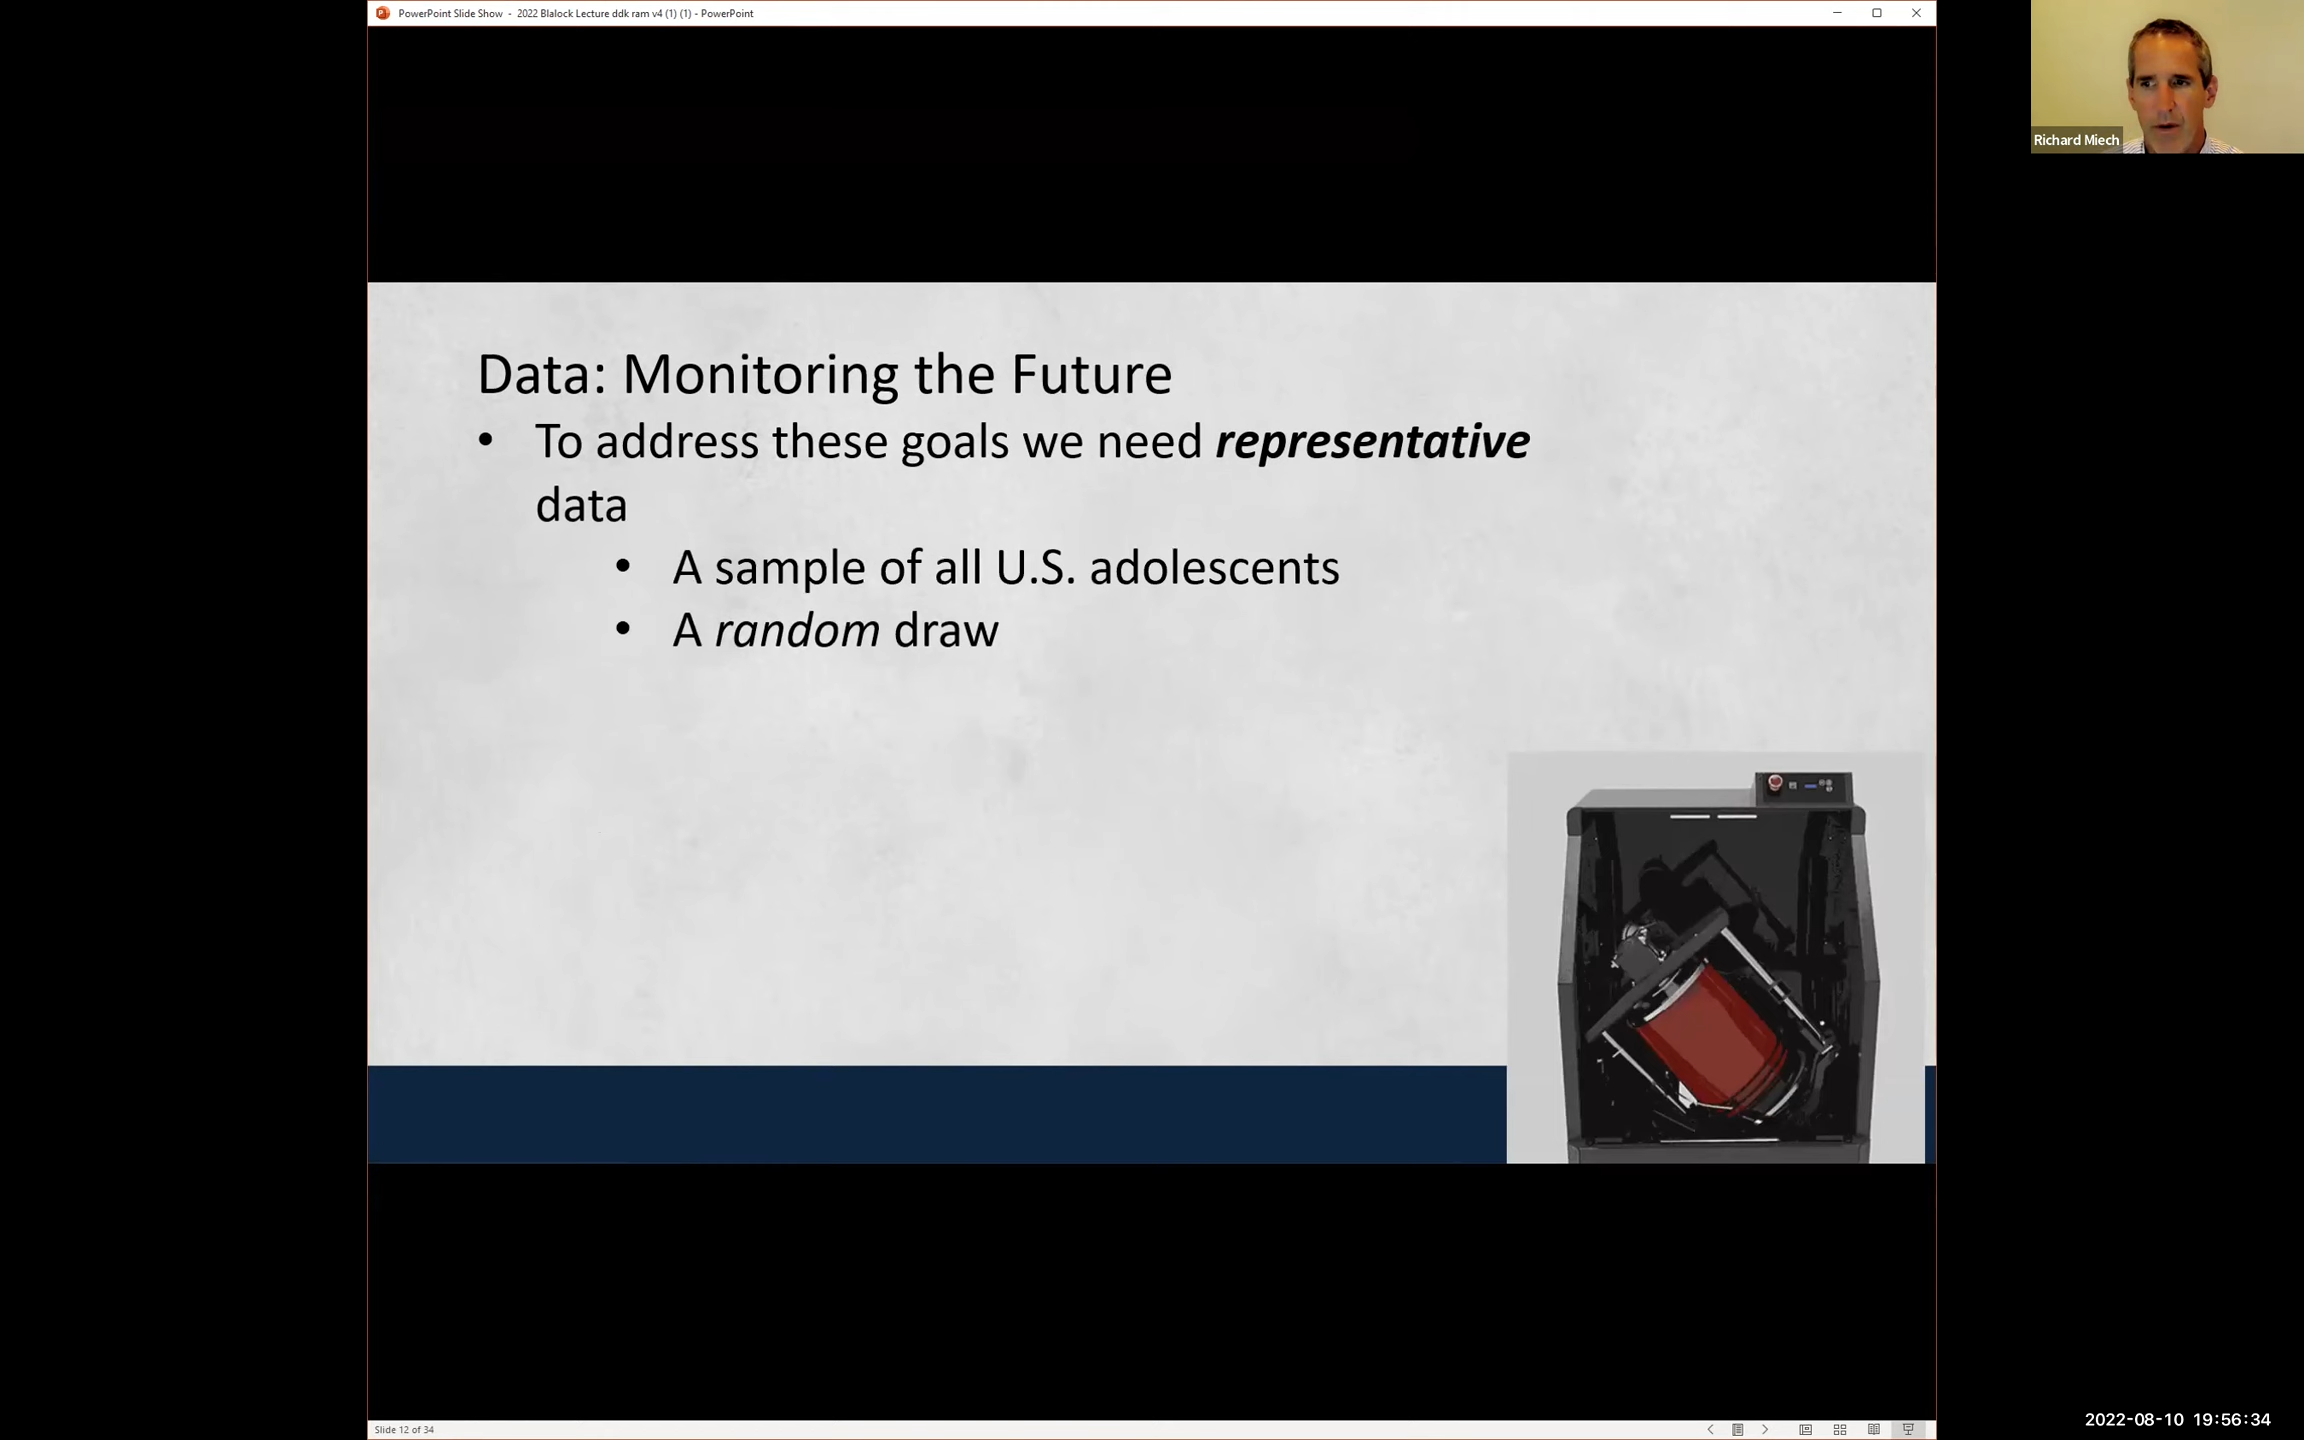 PowerPoint Slide Show - 2022 Blalock Lecture ddk ram v4 (1) (1) - PowerPoint
Richard Miech
Data: Monitoring the Future
• To address these goals we need representative
data
• A sample of all U.S. adolescents
• A random draw
Slide 12 of 34
2022-08-10 19:56:34